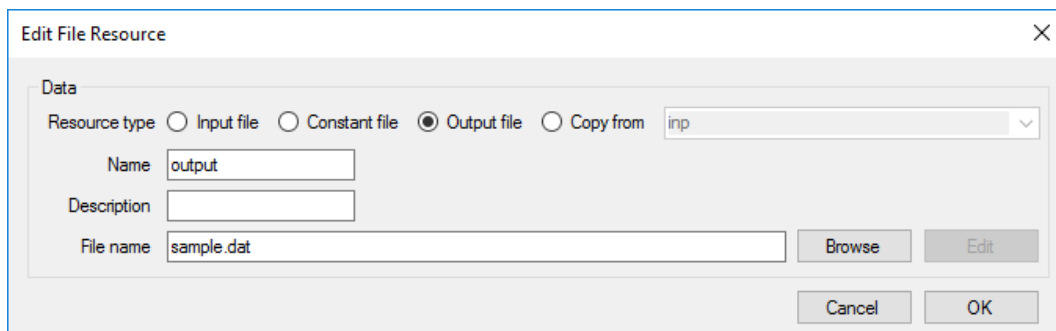 Edit File Resource
Data
Resource type Input file Constant file Output file Copy from inp
Name output
Description
File name sample.dat Browse Edit
Cancel OK